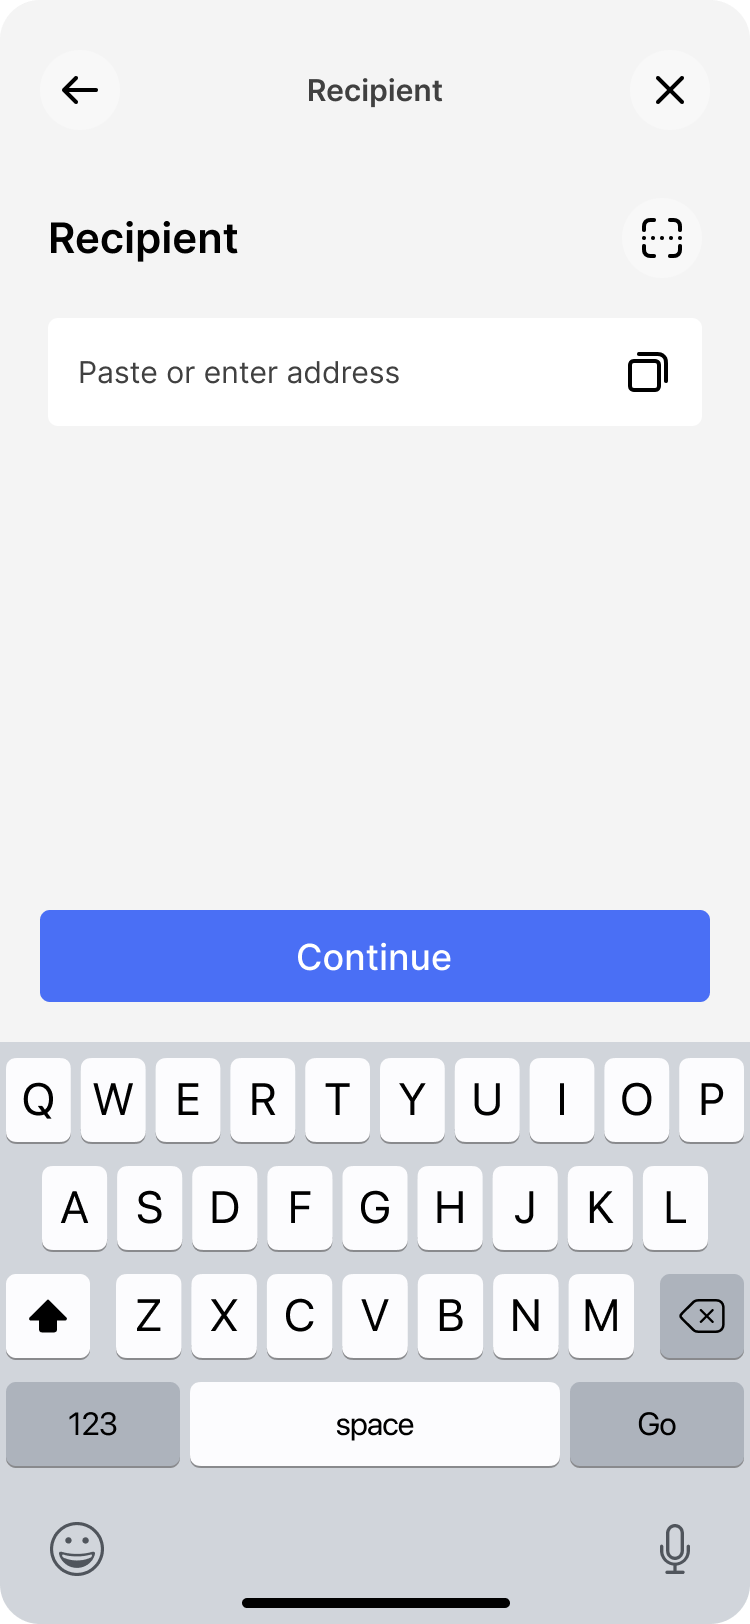 Recipient
Recipient
Paste or enter address
Continue
Q W E R T Y U I O P
A S D F G H J K L
Z X C V B N M
123 space Go